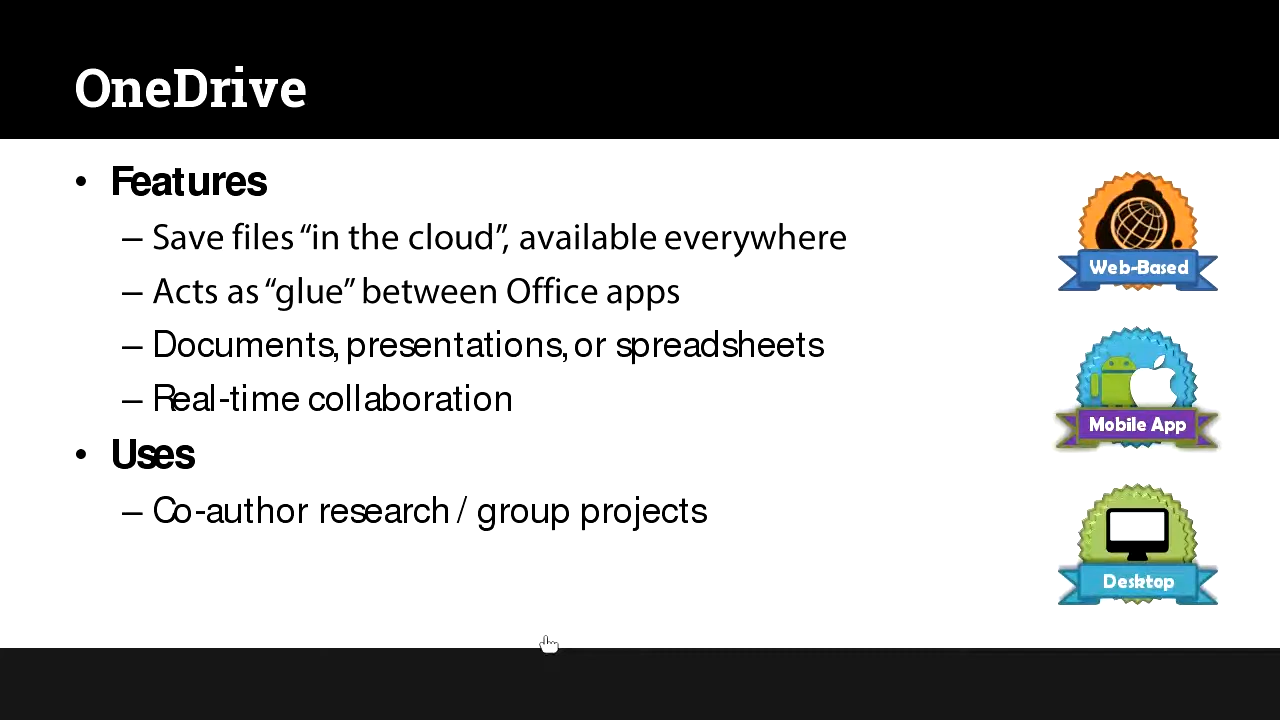 OneDrive
• Features
– Save files “in the cloud”, available everywhere
– Acts as “glue” between Office apps
– Documents, presentations, or spreadsheets
– Real-time collaboration
• Uses
– Co-author research / group projects
Web-Based
Mobile App
Desktop